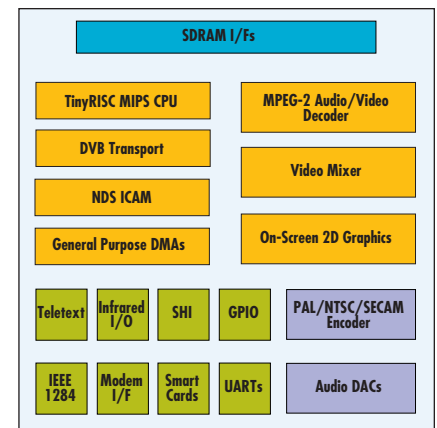 SDRAM I/Fs
TinyRISC MIPS CPU
MPEG-2 Audio/Video
Decoder
DVB Transport
Video Mixer
NDS ICAM
General Purpose DMAs
On-Screen 2D Graphics
Teletext
Infrared
I/O
SHI
GPIO
PAL/NTSC/SECAM
Encoder
IEEE
1284
Modem
I/F
Smart
Cards
UARTs
Audio DACs